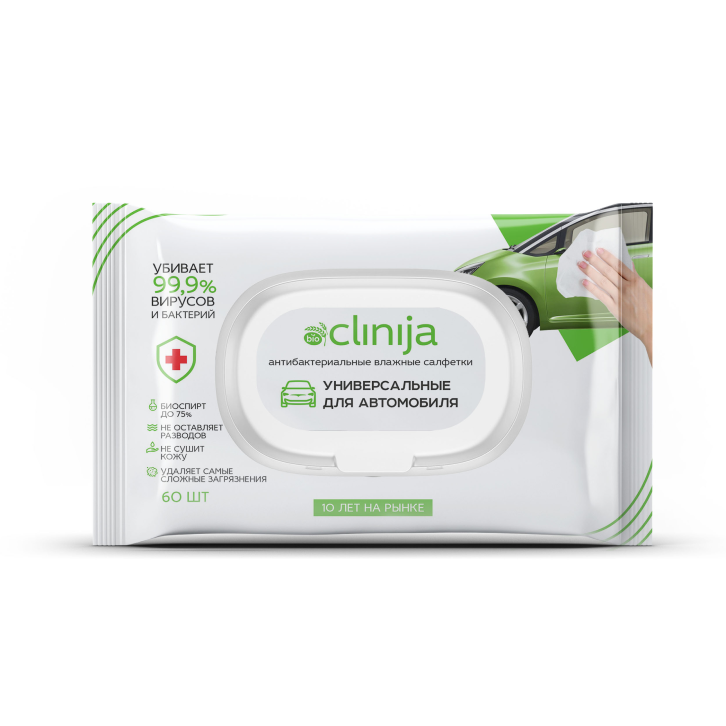 УБИВАЕТ
99,9%
ВИРУСОВ
И БАКТЕРИЙ
bio
clinija
антибактериальные влажные салфетки
УНИВЕРСАЛЬНЫЕ
ДЛЯ АВТОМОБИЛЯ
БИОСПИРТ
ДО 75%
НЕ ОСТАВЛЯЕТ
РАЗВОДОВ
НЕ СУШИТ
КОЖУ
УДАЛЯЕТ САМЫЕ
СЛОЖНЫЕ ЗАГРЯЗНЕНИЯ
60 ШТ
10 ЛЕТ НА РЫНКЕ